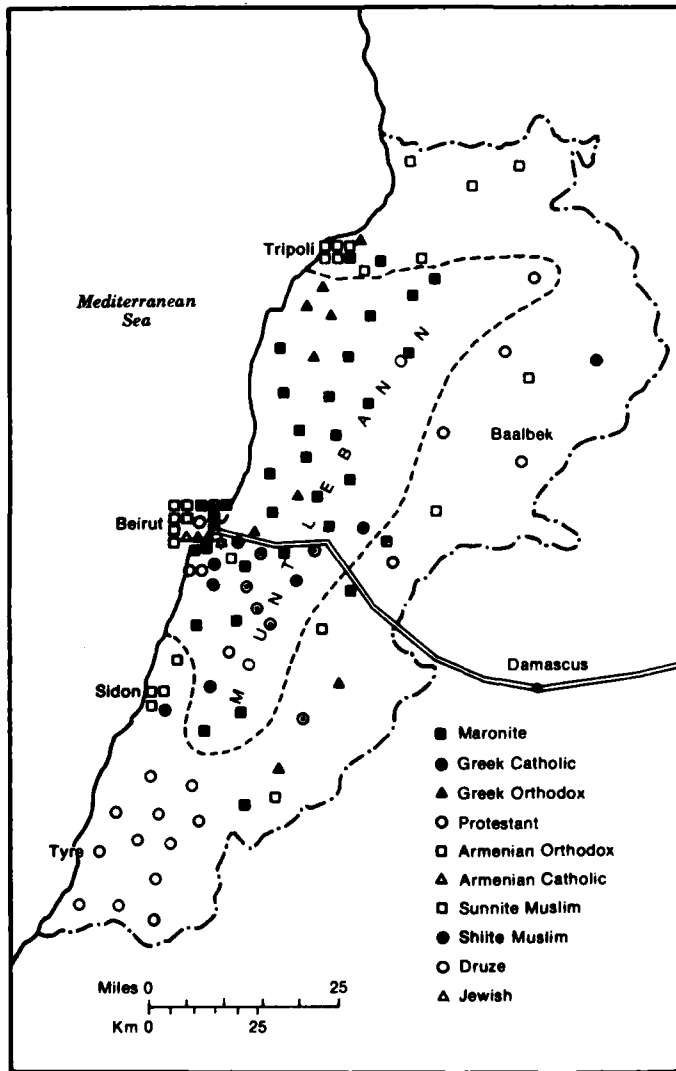 Tripoli
Mediterranean
Sea
MOUNT LEBANON
Baalbek
Beirut
Damascus
Sidon
Maronite
Greek Catholic
Greek Orthodox
Protestant
Armenian Orthodox
Armenian Catholic
Sunnite Muslim
Shiite Muslim
Druze
Jewish
Tyre
Miles 0 25
Km 0 25